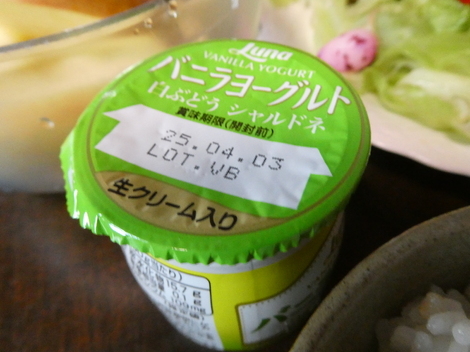 Luna
VANILLA YOGURT
バニラヨーグルト
白ぶどう シャルドネ
賞味期限(開封前)
25.04.03
LOT.WB
生クリーム入り